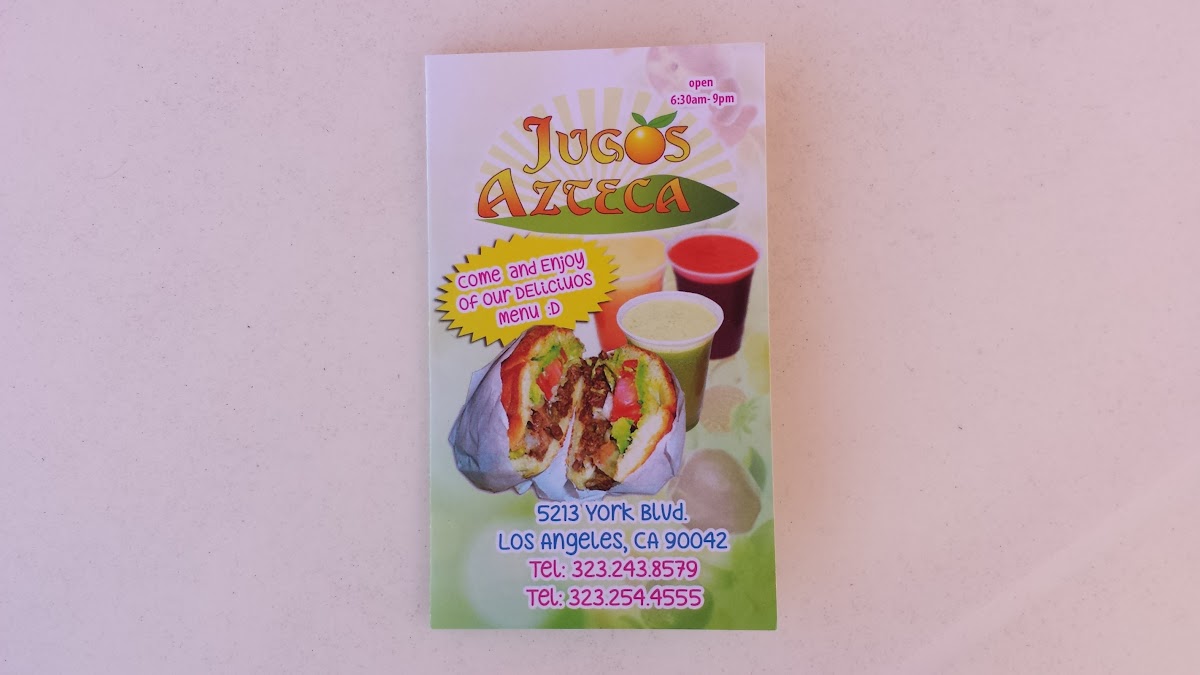 open
6:30am-9pm
JUGOS
AZTECA
Come and Enjoy
of our Deliciuos
menu :D
5213 York Blvd.
Los Angeles, CA 90042
Tel: 323.243.8579
Tel: 323.254.4555